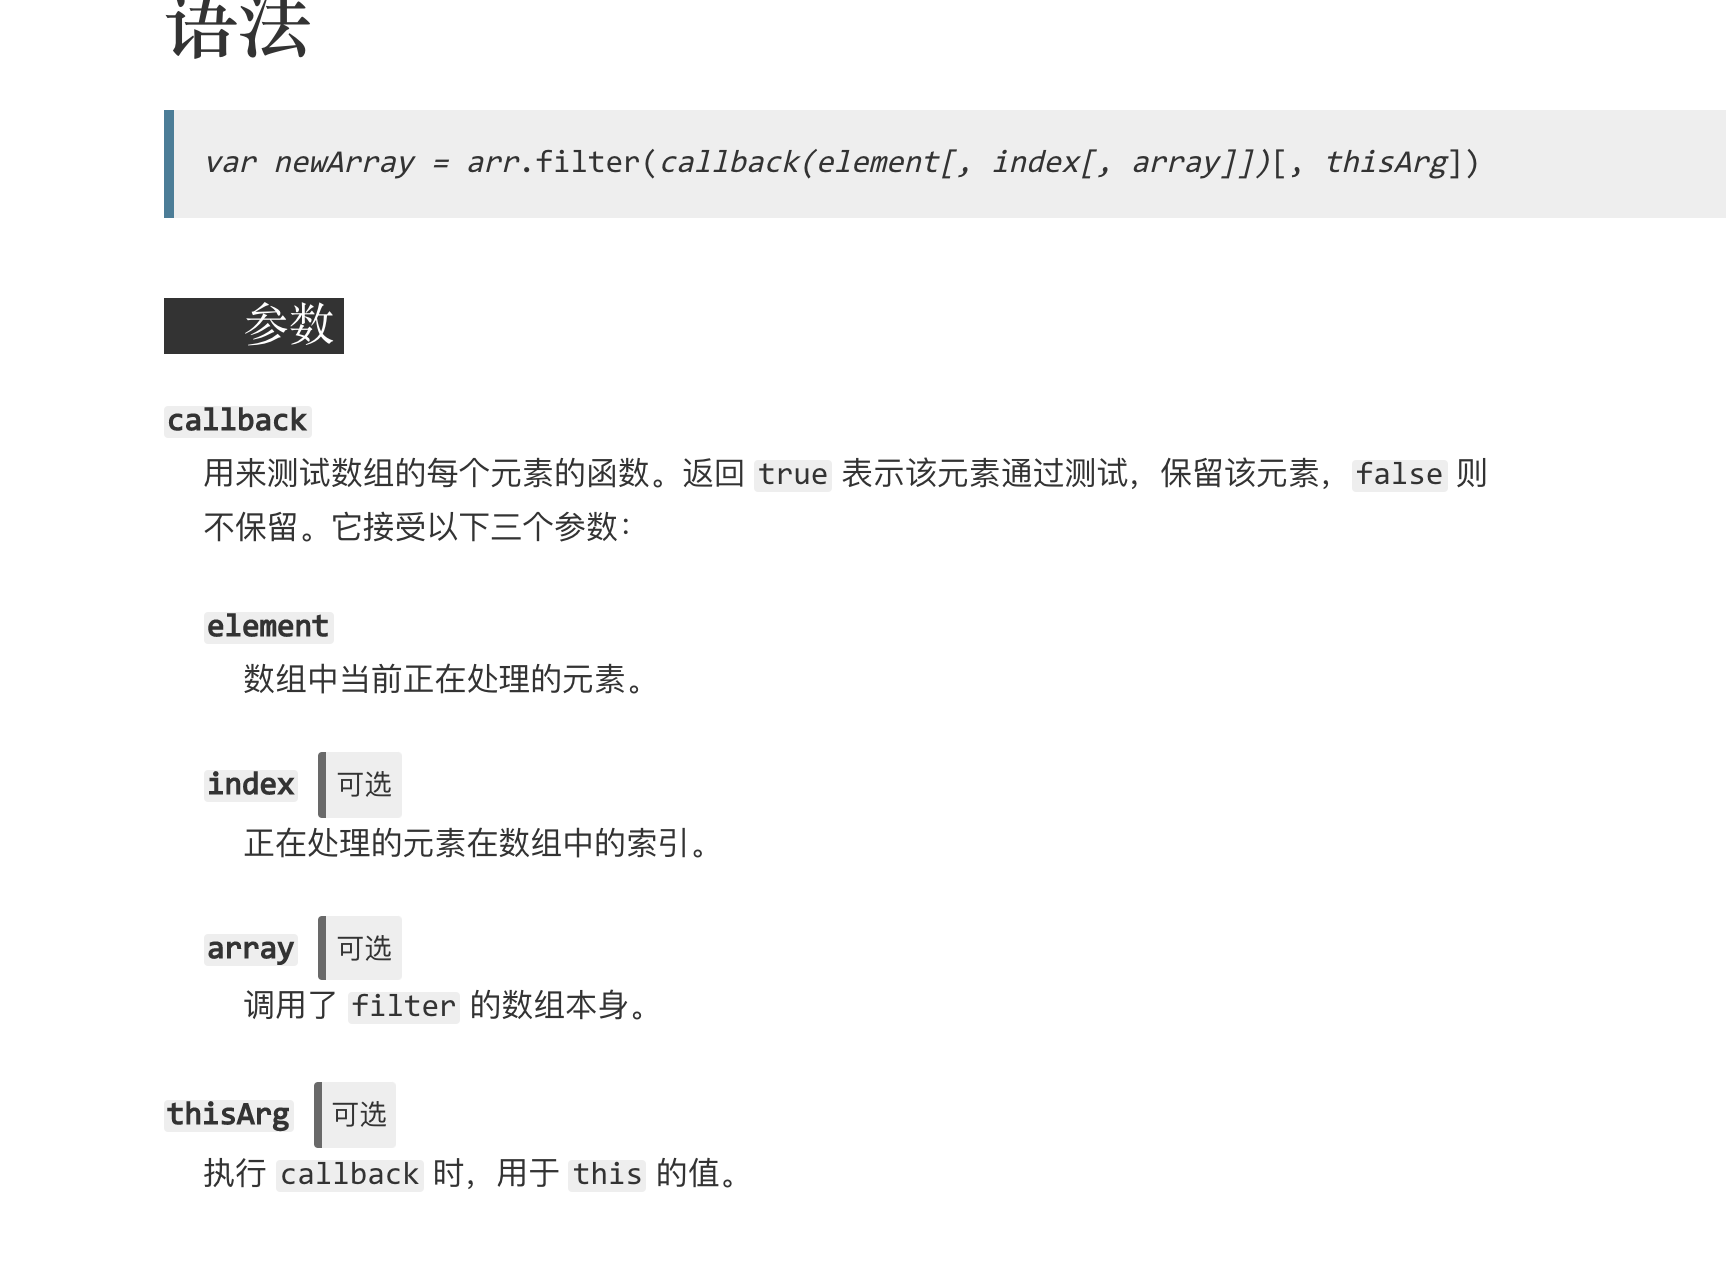 语法
var newArray = arr.filter(callback(element[, index[, array]])[, thisArg])
参数
callback
用来测试数组的每个元素的函数。返回 true 表示该元素通过测试，保留该元素，false 则
不保留。它接受以下三个参数：
element
数组中当前正在处理的元素。
index 可选
正在处理的元素在数组中的索引。
array 可选
调用了 filter 的数组本身。
thisArg 可选
执行 callback 时，用于 this 的值。